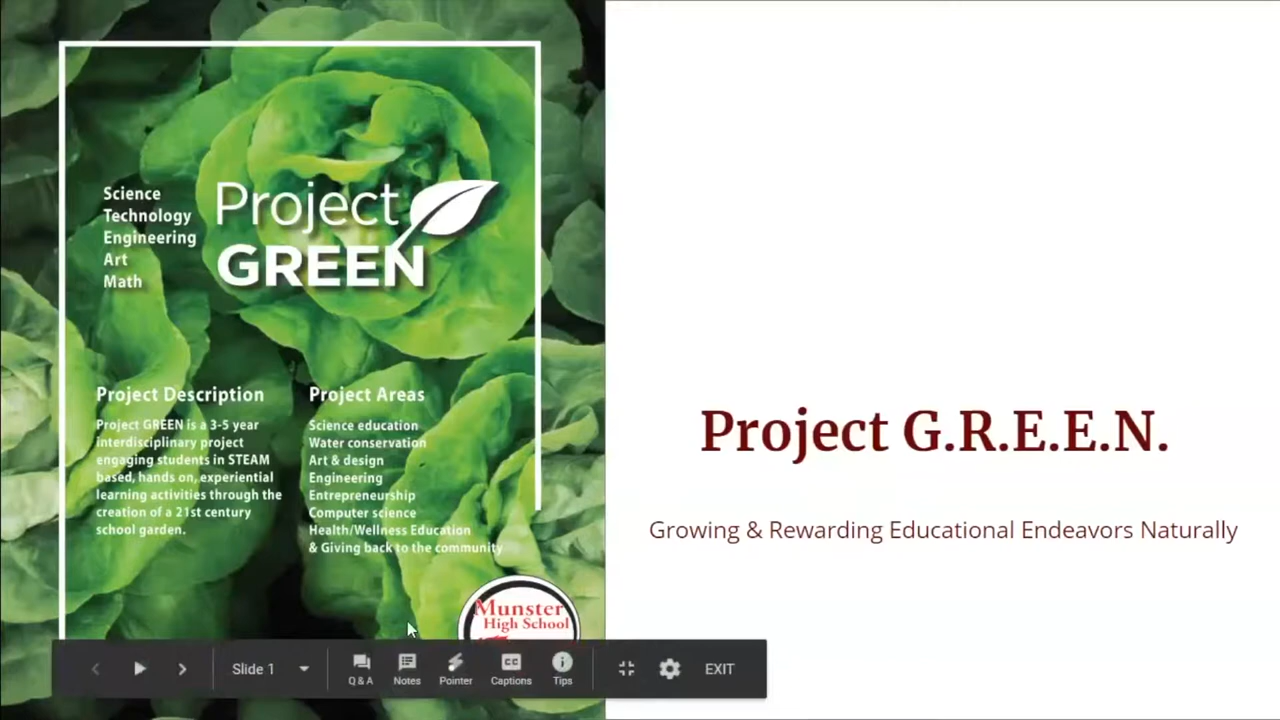 Science
Technology
Engineering
Art
Math
Project
GREEN
Project Description
Project GREEN is a 3-5 year
interdisciplinary project
engaging students in STEAM
based, hands on, experiential
learning activities through the
creation of a 21st century
school garden.
Project Areas
Science education
Water conservation
Art & design
Engineering
Entrepreneurship
Computer science
Health/Wellness Education
& Giving back to the community
Munster
High School
Project G.R.E.E.N.
Growing & Rewarding Educational Endeavors Naturally
Slide 1
Q & A
Notes
Pointer
CC
Captions
Tips
EXIT